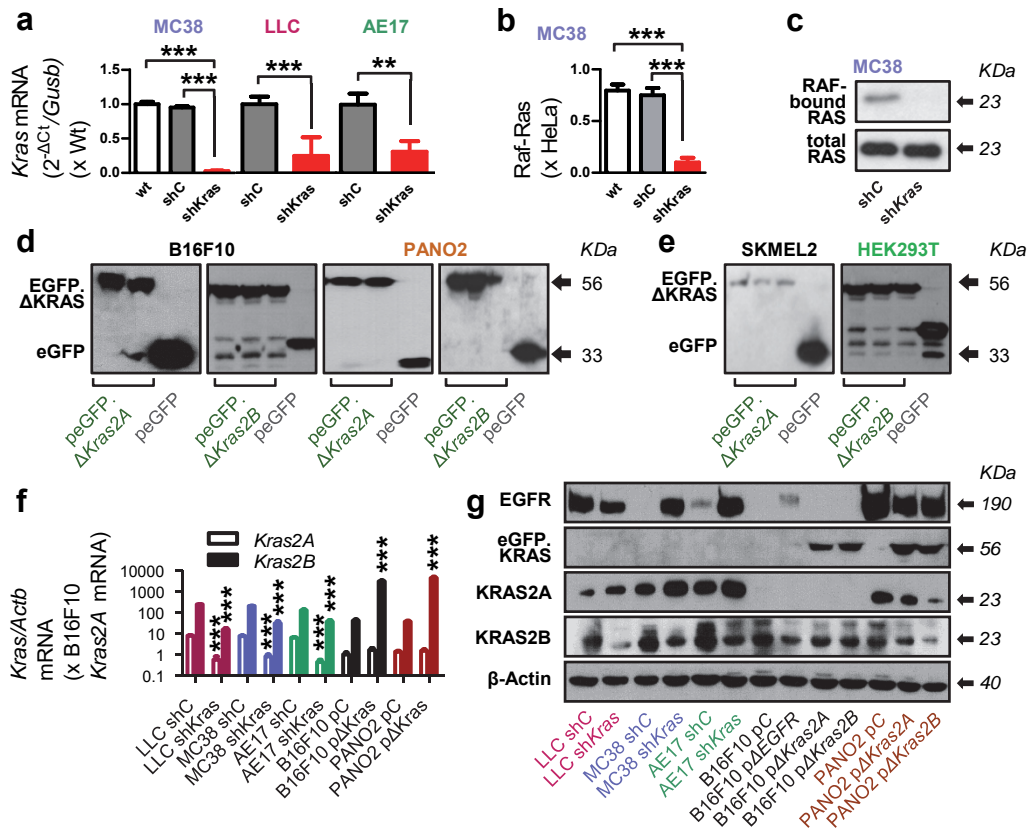 a
MC38
LLC
AE17
Kras mRNA
(2-ΔCt/Gusb)
(x Wt)
***
***
***
**
1.5
1.0
0.5
0.0
wt
shC
shKras
shC
shKras
shC
shKras
b
MC38
Raf-Ras
(x HeLa)
***
***
1.0
0.5
0.0
wt
shC
shKras
c
MC38
KDa
RAF-
bound
RAS
23
total
RAS
23
shC
shKras
d
B16F10
PANO2
KDa
EGFP.
ΔKRAS
56
eGFP
33
peGFP.
ΔKras2A
peGFP
peGFP.
ΔKras2B
peGFP
peGFP.
ΔKras2A
peGFP
peGFP.
ΔKras2B
peGFP
e
SKMEL2
HEK293T
KDa
EGFP.
ΔKRAS
56
eGFP
33
peGFP.
ΔKras2A
peGFP
peGFP.
ΔKras2B
peGFP
f
Kras2A
Kras2B
Kras/Actb
mRNA
(x B16F10
Kras2A mRNA)
10000
1000
100
10
1
0.1
***
***
***
***
***
***
***
***
LLC shC
LLC shKras
MC38 shC
MC38 shKras
AE17 shC
AE17 shKras
B16F10 pC
B16F10 pΔKras
PANO2 pC
PANO2 pΔKras
g
KDa
EGFR
190
eGFP.
KRAS
56
KRAS2A
23
KRAS2B
23
β-Actin
40
LLC shC
LLC shKras
MC38 shC
MC38 shKras
AE17 shC
AE17 shKras
B16F10 pC
B16F10 pΔEGFR
B16F10 pΔKras2A
B16F10 pΔKras2B
PANO2 pC
PANO2 pΔKras2A
PANO2 pΔKras2B